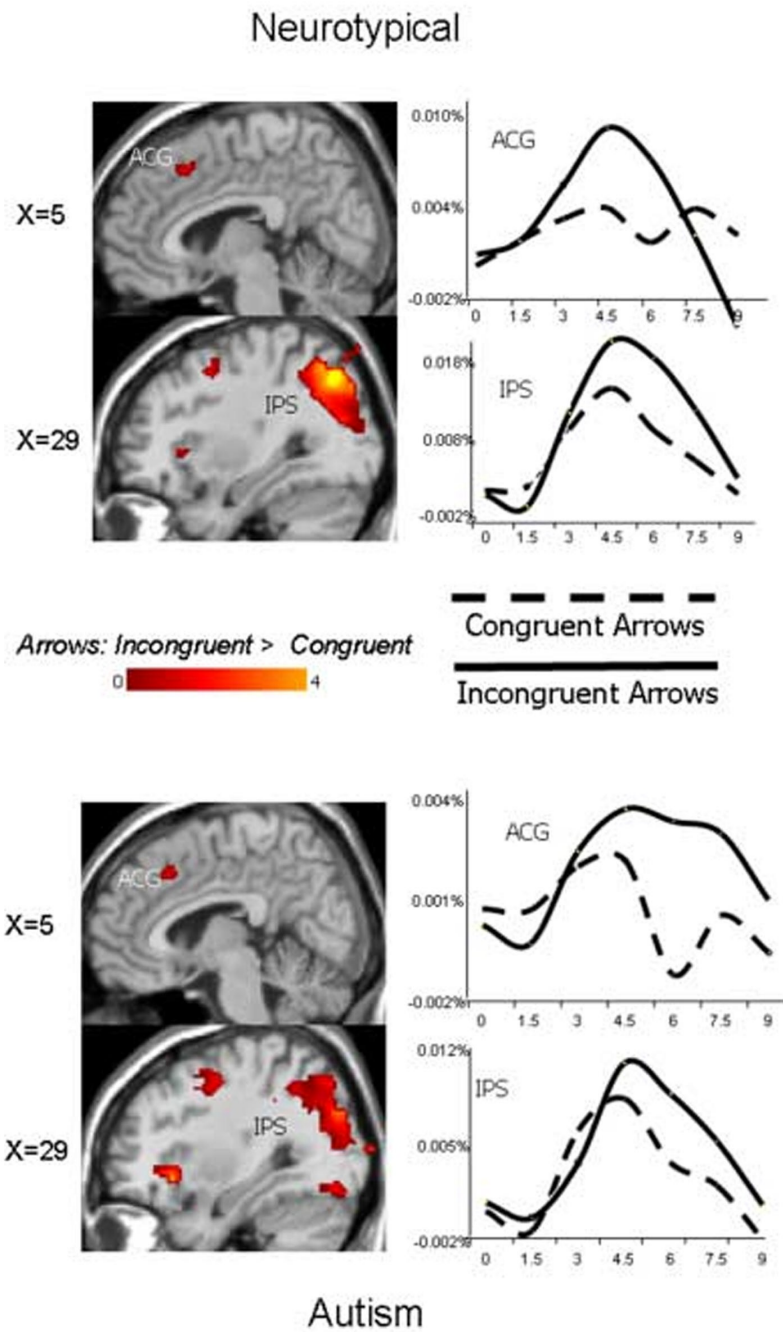 Neurotypical
ACG
X=5
0.010%
ACG
0.004%
-0.002%
0 1.5 3 4.5 6 7.5 9
IPS
X=29
0.018%
IPS
0.008%
-0.002%
0 1.5 3 4.5 6 7.5 9
Arrows: Incongruent > Congruent
0 4
Congruent Arrows
Incongruent Arrows
ACG
X=5
0.004%
ACG
0.001%
-0.002%
0 1.5 3 4.5 6 7.5 9
IPS
X=29
0.012%
IPS
0.005%
-0.002%
0 1.5 3 4.5 6 7.5 9
Autism